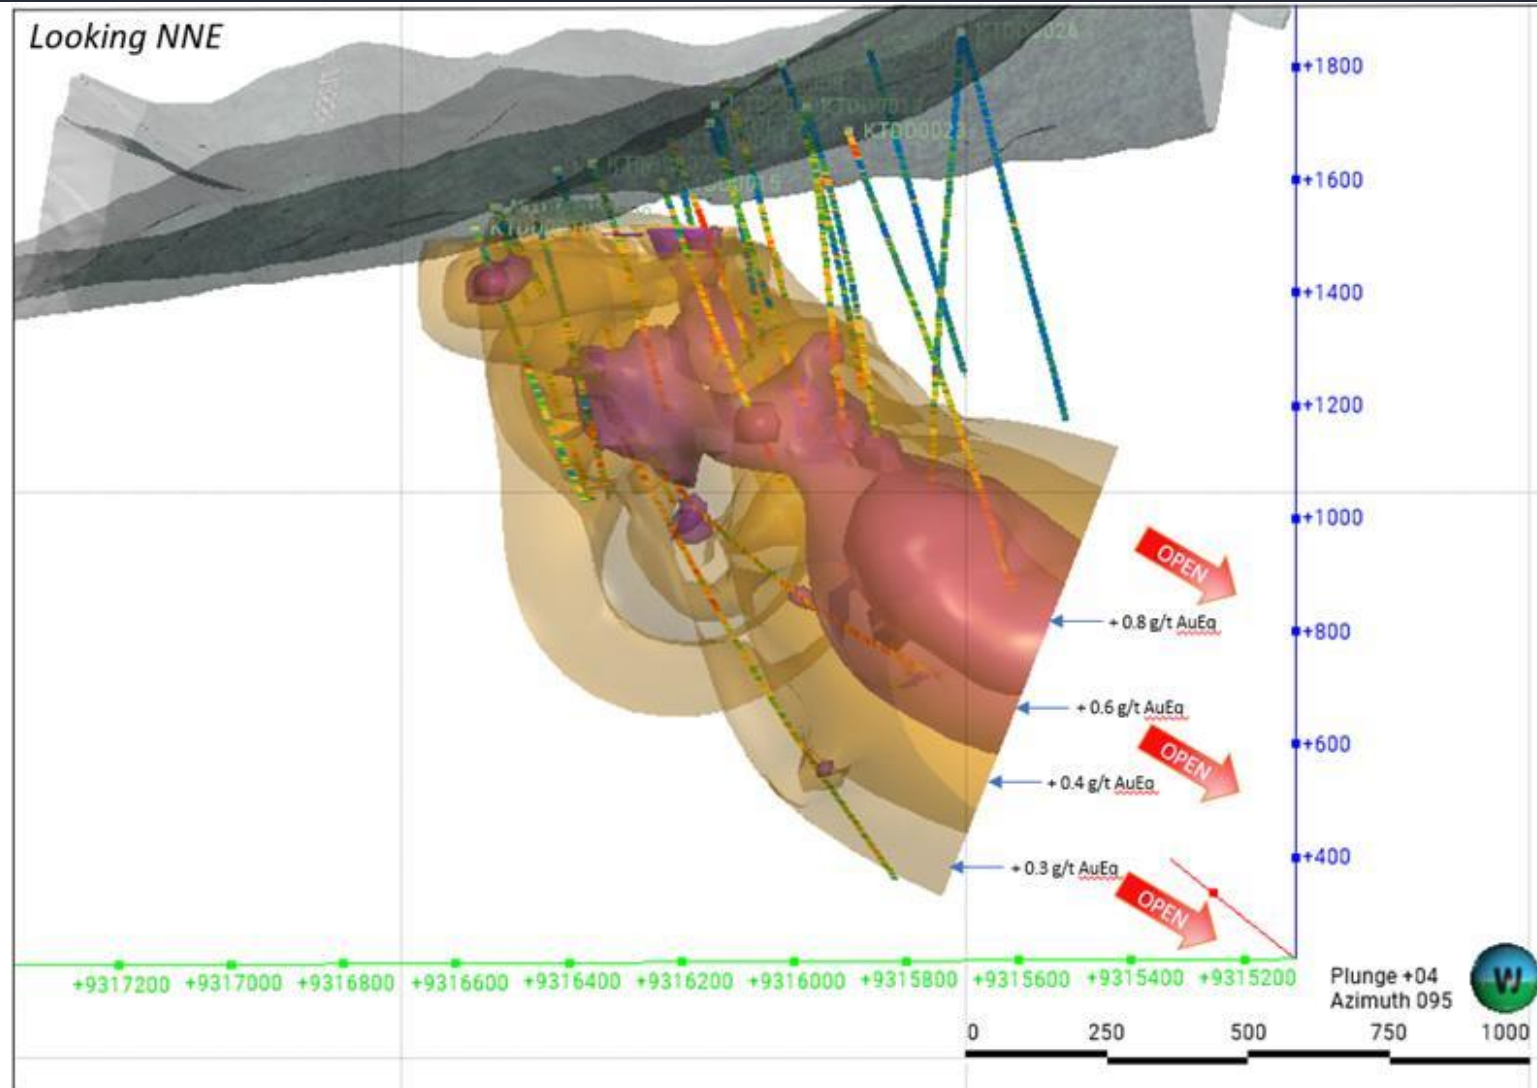 Looking NNE
KTDD0026
KTDD0023
+1800
+1600
+1400
+1200
+1000
+800
+600
+400
OPEN
+ 0.8 g/t AuEq
+ 0.6 g/t AuEq
OPEN
+ 0.4 g/t AuEq
+ 0.3 g/t AuEq
OPEN
+9317200 +9317000 +9316800 +9316600 +9316400 +9316200 +9316000 +9315800 +9315600 +9315400 +9315200
Plunge +04
Azimuth 095
0 250 500 750 1000